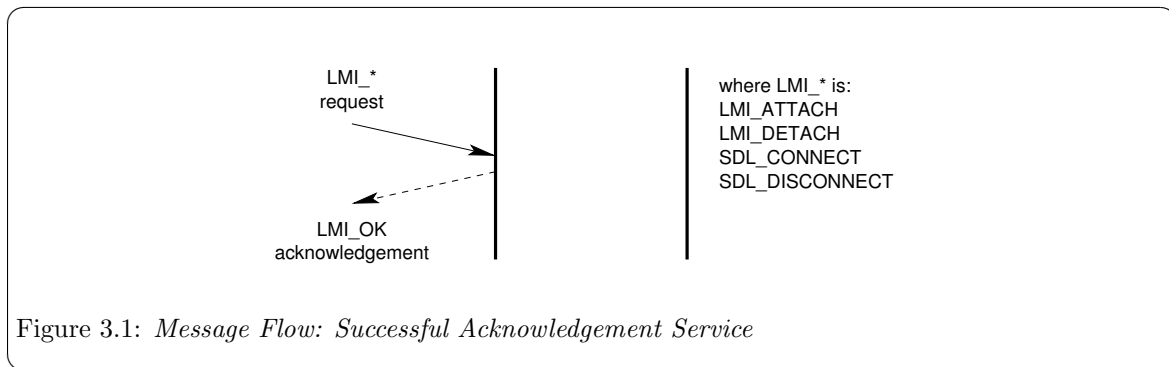 LMI_*
request
LMI_OK
acknowledgement
where LMI_* is:
LMI_ATTACH
LMI_DETACH
SDL_CONNECT
SDL_DISCONNECT
Figure 3.1: Message Flow: Successful Acknowledgement Service